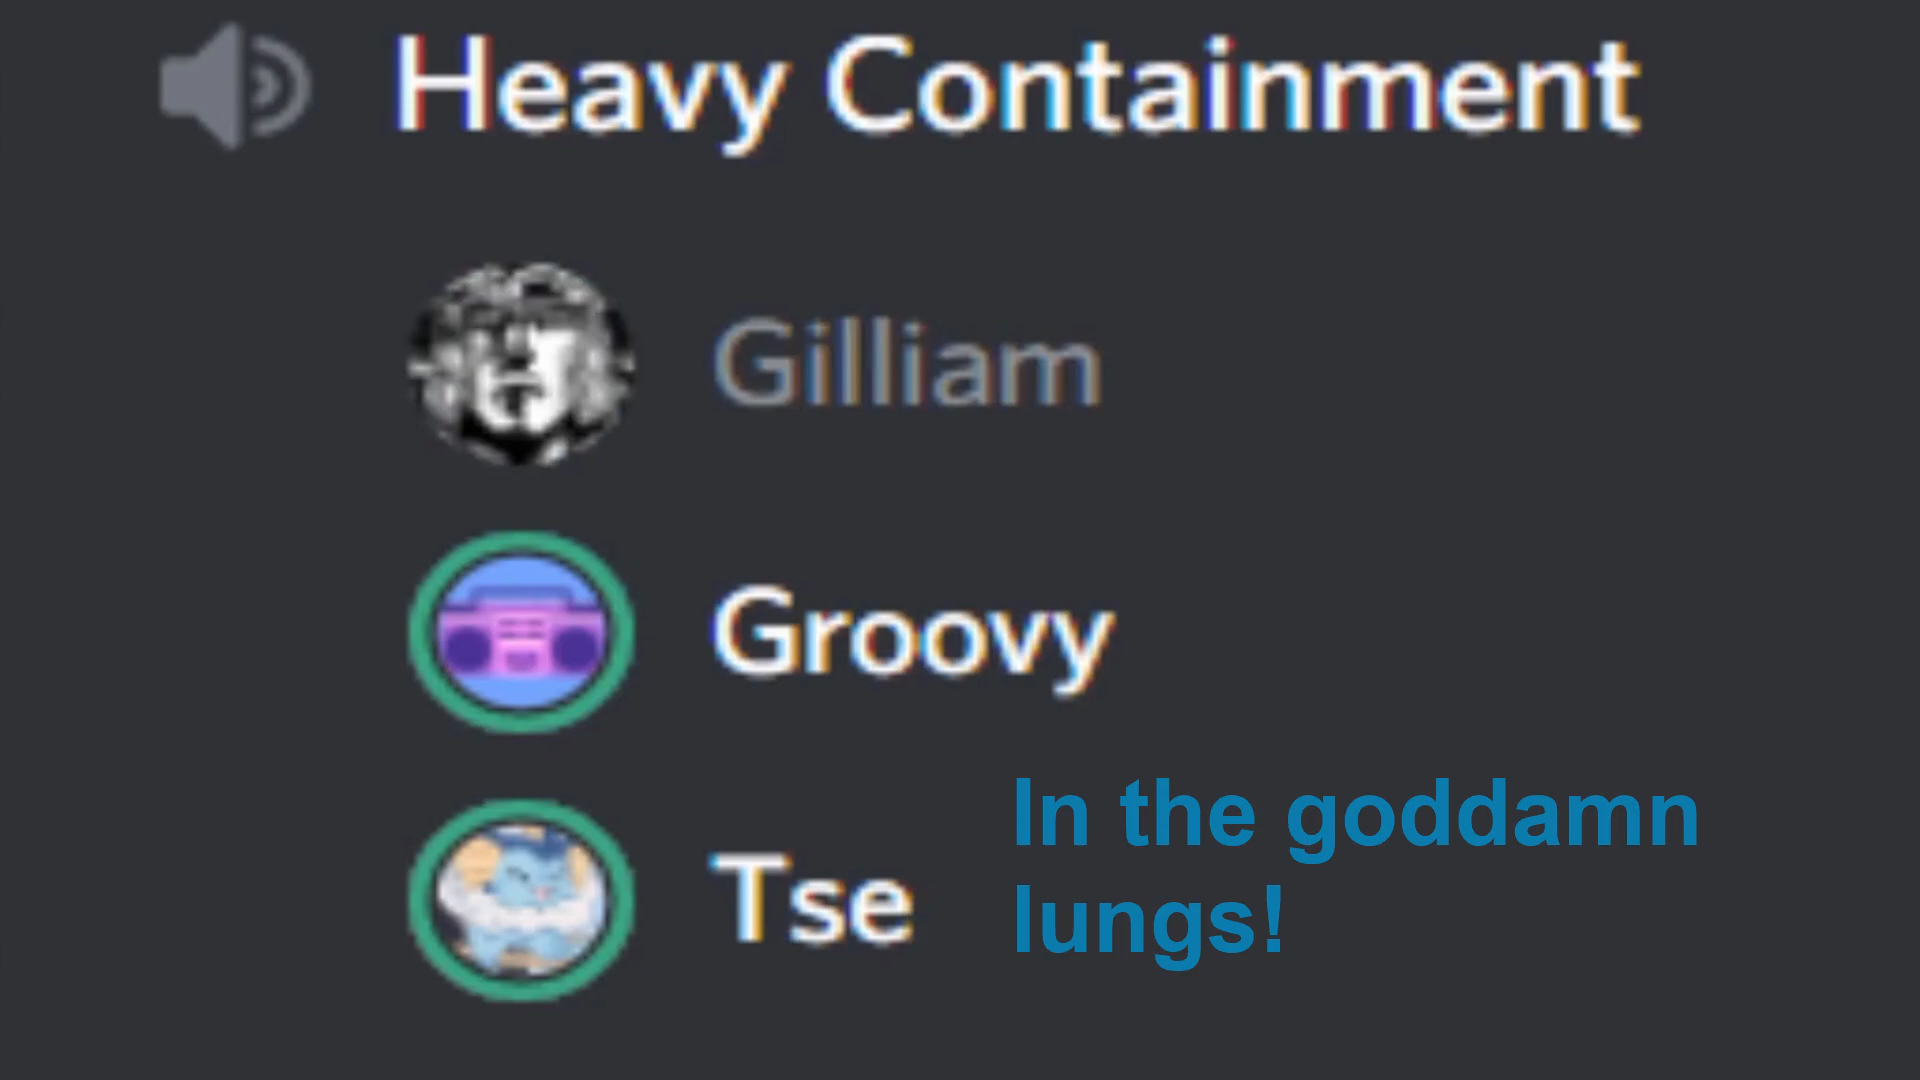 Heavy Containment
Gilliam
Groovy
Tse
In the goddamn
lungs!